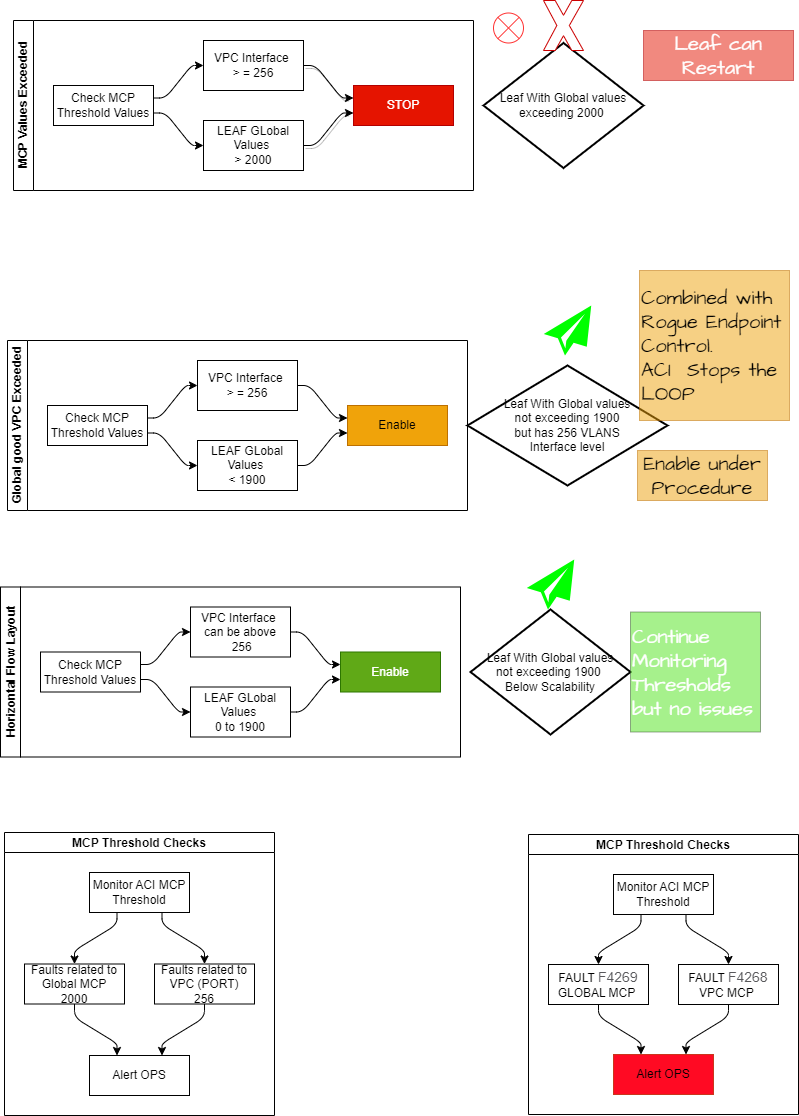 MCP Values Exceeded
Check MCP
Threshold Values
VPC Interface
> = 256
LEAF GLobal
Values
> 2000
STOP
Leaf With Global values
exceeding 2000
Leaf can
Restart
Global good VPC Exceeded
Check MCP
Threshold Values
VPC Interface
> = 256
LEAF GLobal
Values
< 1900
Enable
Leaf With Global values
not exceeding 1900
but has 256 VLANS
Interface level
Combined with
Rogue Endpoint
Control.
ACI Stops the
LOOP
Enable under
Procedure
Horizontal Flow Layout
Check MCP
Threshold Values
VPC Interface
can be above
256
LEAF GLobal
Values
0 to 1900
Enable
Leaf With Global values
not exceeding 1900
Below Scalability
Continue
Monitoring
Thresholds
but no issues
MCP Threshold Checks
Monitor ACI MCP
Threshold
Faults related to
Global MCP
2000
Faults related to
VPC (PORT)
256
Alert OPS
MCP Threshold Checks
Monitor ACI MCP
Threshold
FAULT F4269
GLOBAL MCP
FAULT F4268
VPC MCP
Alert OPS